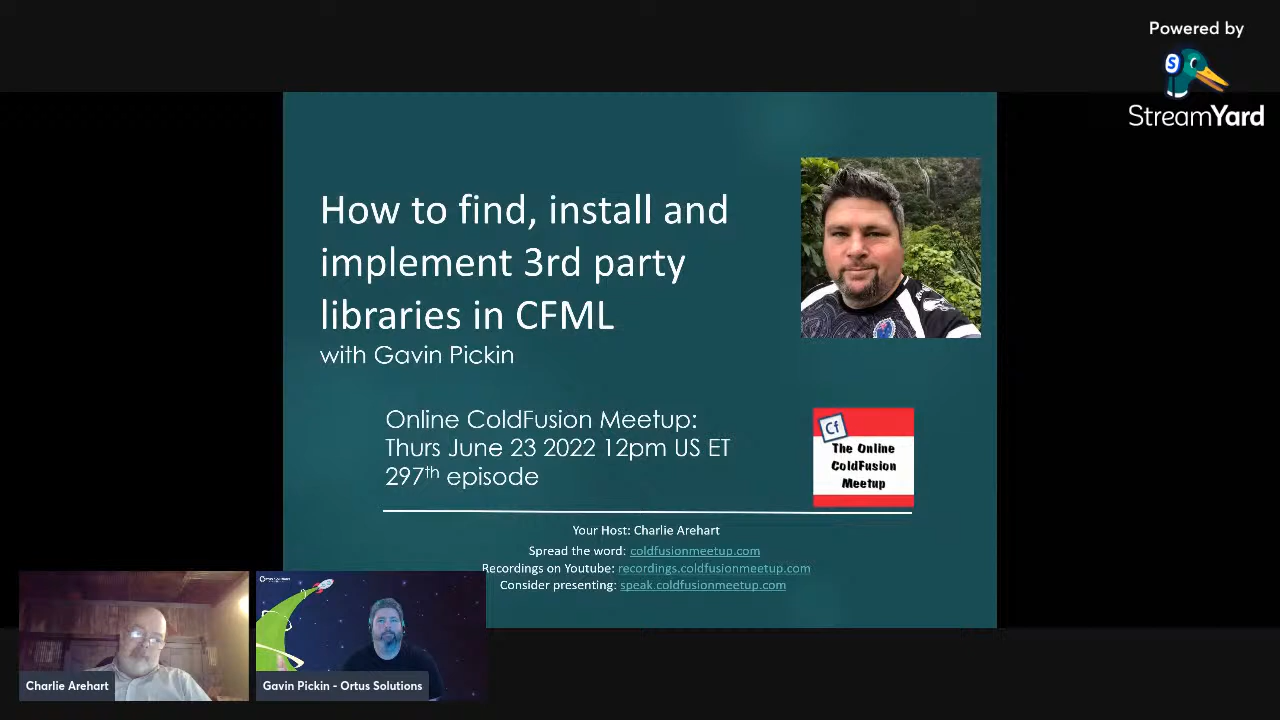 Powered by
StreamYard
How to find, install and
implement 3rd party
libraries in CFML
with Gavin Pickin
Online ColdFusion Meetup:
Thurs June 23 2022 12pm US ET
297th episode
Cf
The Online
ColdFusion
Meetup
Your Host: Charlie Arehart
Spread the word: coldfusionmeetup.com
Recordings on Youtube: recordings.coldfusionmeetup.com
Consider presenting: speak.coldfusionmeetup.com
Charlie Arehart
Gavin Pickin - Ortus Solutions